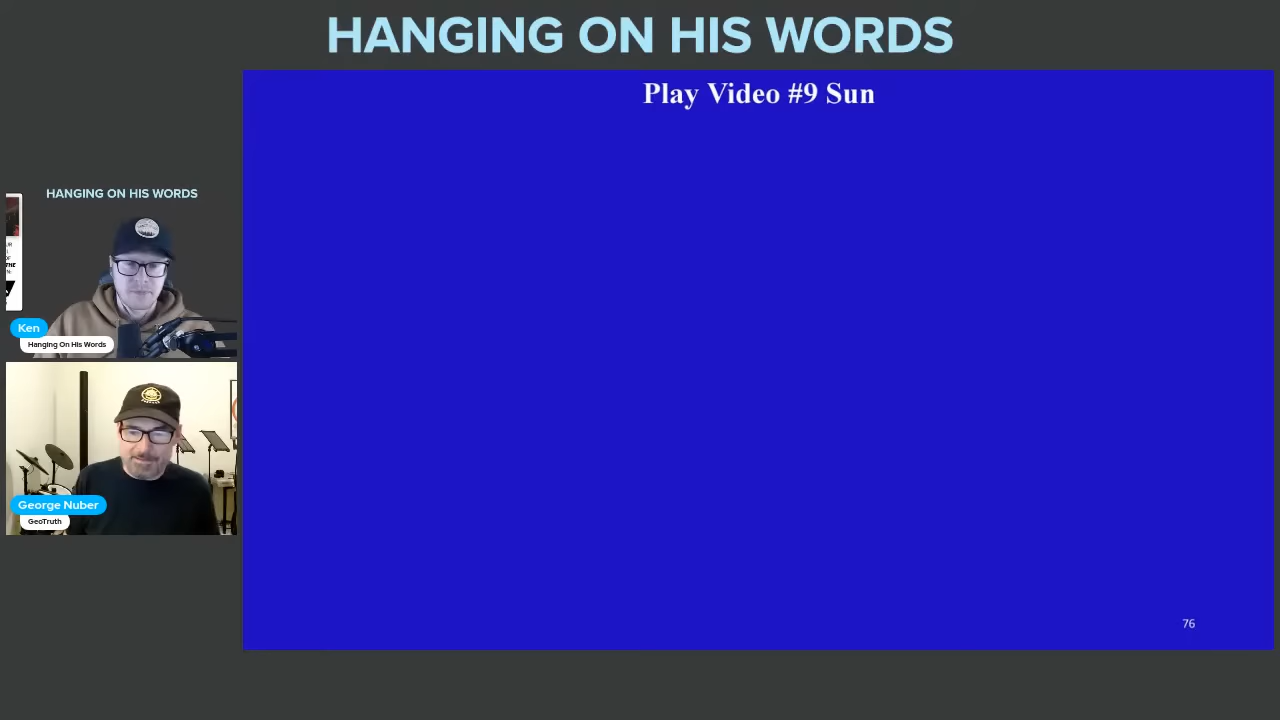 HANGING ON HIS WORDS
Play Video #9 Sun
HANGING ON HIS WORDS
Ken
Hanging On His Words
George Nuber
GeoTruth
76